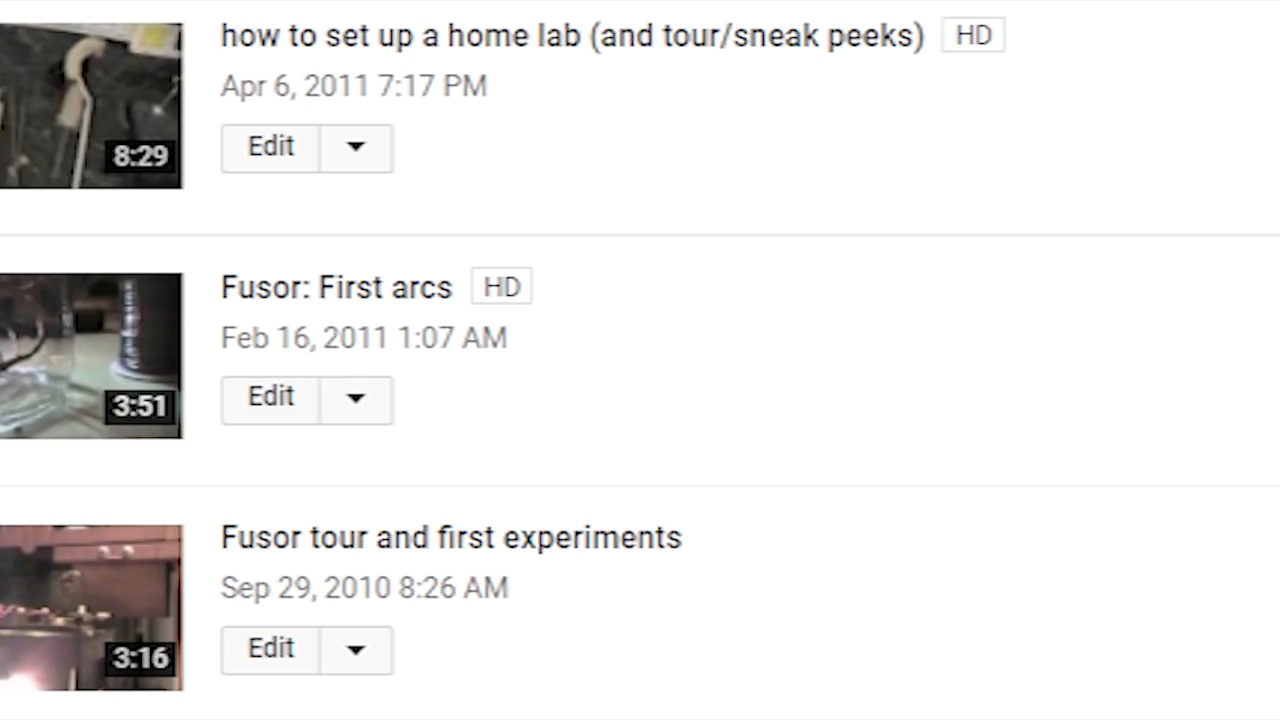 how to set up a home lab (and tour/sneak peeks) HD
Apr 6, 2011 7:17 PM
Edit
8:29
Fusor: First arcs HD
Feb 16, 2011 1:07 AM
Edit
3:51
Fusor tour and first experiments
Sep 29, 2010 8:26 AM
Edit
3:16